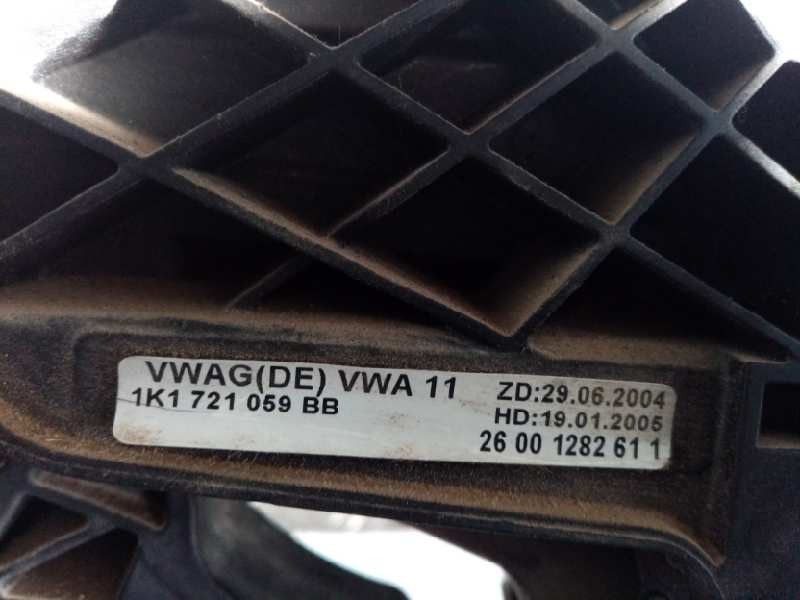 VWAG(DE) VWA 11
1K1 721 059 BB
ZD:29.06.2004
HD:19.01.2005
26 00 1282 61 1